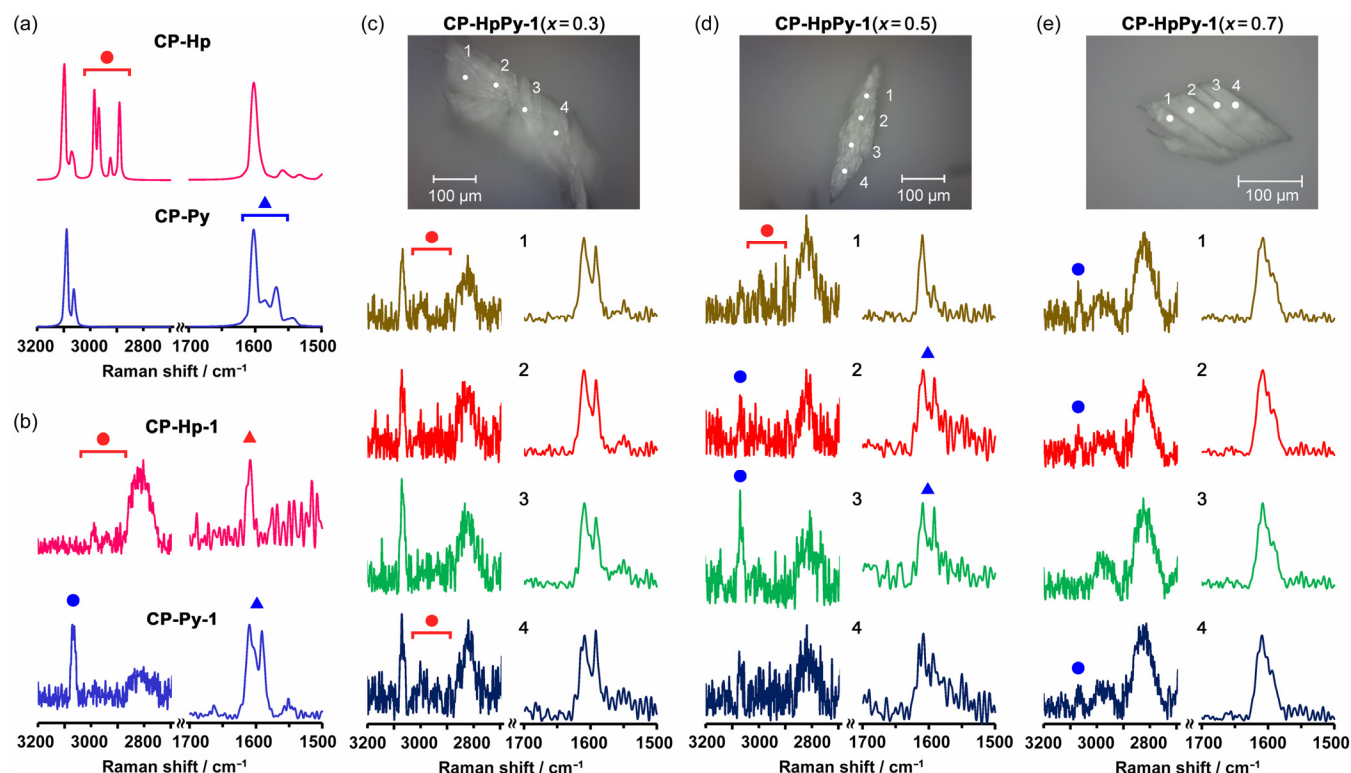 (a)
CP-Hp
CP-Py
3200 3000 2800 1700 1600 1500
Raman shift / cm⁻¹
(b)
CP-Hp-1
CP-Py-1
3200 3000 2800 1700 1600 1500
Raman shift / cm⁻¹
(c)
CP-HpPy-1(x=0.3)
1
2
3
4
100 µm
1
2
3
4
3200 3000 2800 1700 1600 1500
Raman shift / cm⁻¹
(d)
CP-HpPy-1(x=0.5)
1
2
3
4
100 µm
1
2
3
4
3200 3000 2800 1700 1600 1500
Raman shift / cm⁻¹
(e)
CP-HpPy-1(x=0.7)
1
2
3
4
100 µm
1
2
3
4
3200 3000 2800 1700 1600 1500
Raman shift / cm⁻¹